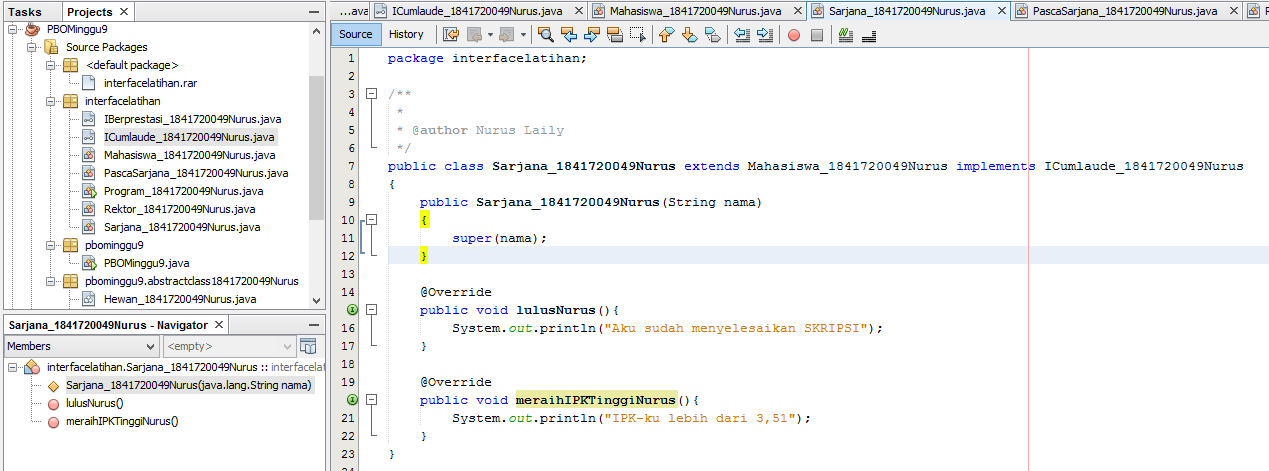 Tasks Projects
PBOMinggu9
Source Packages
<default package>
interfacelatihan.rar
interfacelatihan
IBerprestasi_1841720049Nurus.java
ICumlaude_1841720049Nurus.java
Mahasiswa_1841720049Nurus.java
PascaSarjana_1841720049Nurus.java
Program_1841720049Nurus.java
Rektor_1841720049Nurus.java
Sarjana_1841720049Nurus.java
pbominggu9
PBOMinggu9.java
pbominggu9.abstractclass1841720049Nurus
Hewan_1841720049Nurus.java
Sarjana_1841720049Nurus - Navigator
Members <empty>
interfacelatihan.Sarjana_1841720049Nurus :: interfacelat
Sarjana_1841720049Nurus(java.lang.String nama)
lulusNurus()
meraihIPKTinggiNurus()
...ava ICumlaude_1841720049Nurus.java Mahasiswa_1841720049Nurus.java Sarjana_1841720049Nurus.java PascaSarjana_1841720049Nurus.java
Source History
1 package interfacelatihan;
2
3 /**
4 *
5 * @author Nurus Laily
6 */
7 public class Sarjana_1841720049Nurus extends Mahasiswa_1841720049Nurus implements ICumlaude_1841720049Nurus
8 {
9 public Sarjana_1841720049Nurus(String nama)
10 {
11 super(nama);
12 }
13
14 @Override
public void lulusNurus(){
16 System.out.println("Aku sudah menyelesaikan SKRIPSI");
17 }
18
19 @Override
public void meraihIPKTinggiNurus(){
21 System.out.println("IPK-ku lebih dari 3,51");
22 }
23 }